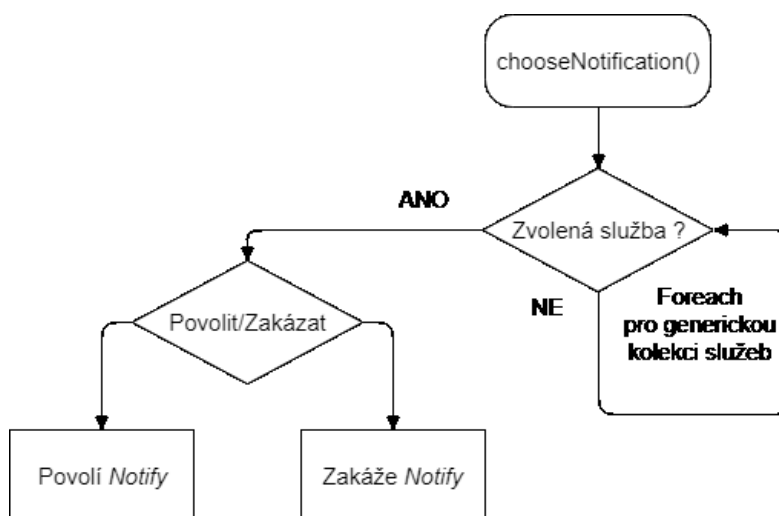 chooseNotification()
ANO
Zvolená služba ?
NE
Foreach
pro generickou
kolekci služeb
Povolit/Zakázat
Povolí Notify
Zakáže Notify